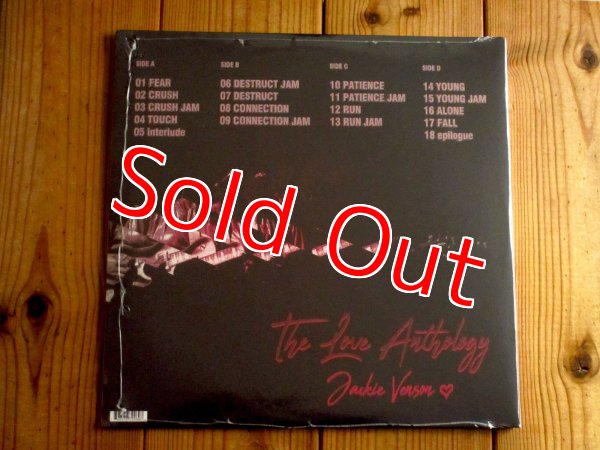 SIDE A
01 FEAR
02 CRUSH
03 CRUSH JAM
04 TOUCH
05 interlude
SIDE B
06 DESTRUCT JAM
07 DESTRUCT
08 CONNECTION
09 CONNECTION JAM
SIDE C
10 PATIENCE
11 PATIENCE JAM
12 RUN
13 RUN JAM
SIDE D
14 YOUNG
15 YOUNG JAM
16 ALONE
17 FALL
18 epilogue
Sold Out
The Love Anthology
Jackie Venson